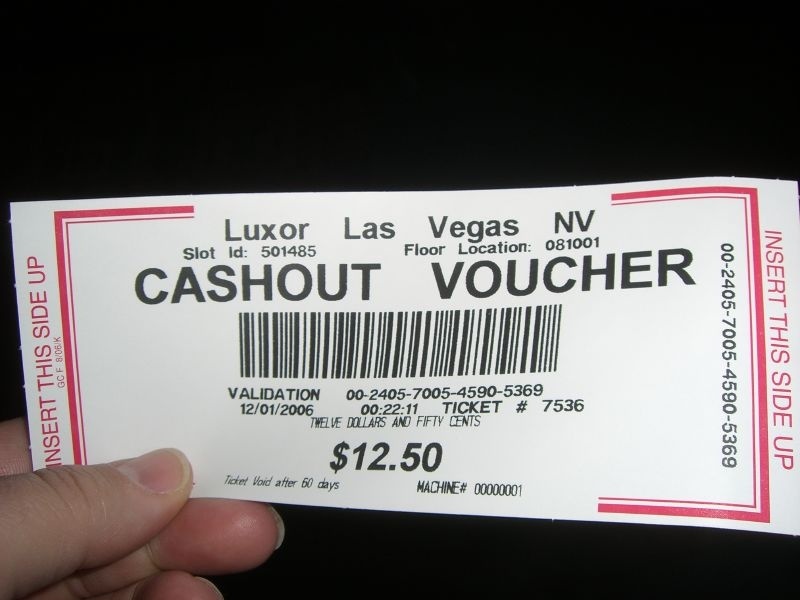 Luxor Las Vegas NV
Slot Id: 501485 Floor Location: 081001
CASHOUT VOUCHER
VALIDATION 00-2405-7005-4590-5369
12/01/2006 00:22:11 TICKET # 7536
TWELVE DOLLARS AND FIFTY CENTS
$12.50
Ticket Void after 60 days MACHINE# 00000001
INSERT THIS SIDE UP
GCF 8/06/K
00-2405-7005-4590-5369
INSERT THIS SIDE UP